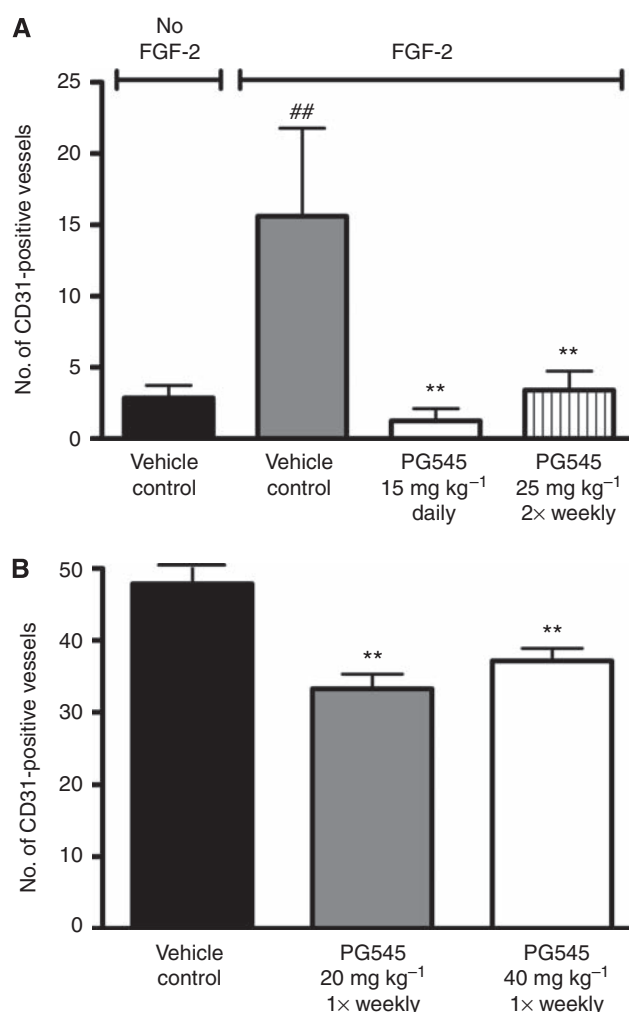 A
No
FGF-2
FGF-2
No. of CD31-positive vessels
25
20
15
10
5
0
##
**
**
Vehicle
control
Vehicle
control
PG545
15 mg kg⁻¹
daily
PG545
25 mg kg⁻¹
2× weekly
B
No. of CD31-positive vessels
50
40
30
20
10
0
**
**
Vehicle
control
PG545
20 mg kg⁻¹
1× weekly
PG545
40 mg kg⁻¹
1× weekly